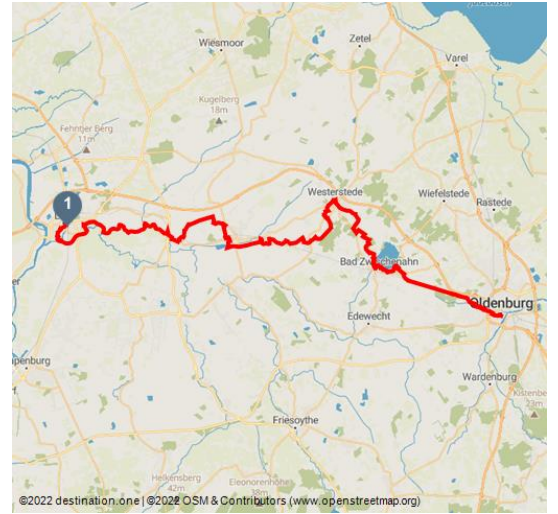 Zetel
Wiesmoor
Varel
Kugelberg
18m
Fehntjer Berg
11m
Westerstede
Wiefelstede
Rastede
1
Bad Zwischenahn
Oldenburg
Edewecht
Wardenburg
Friesoythe
Heikensberg
42m
Eleonorenhöhe
38m
©2022 destination.one | ©2022 OSM & Contributors (www.openstreetmap.org)